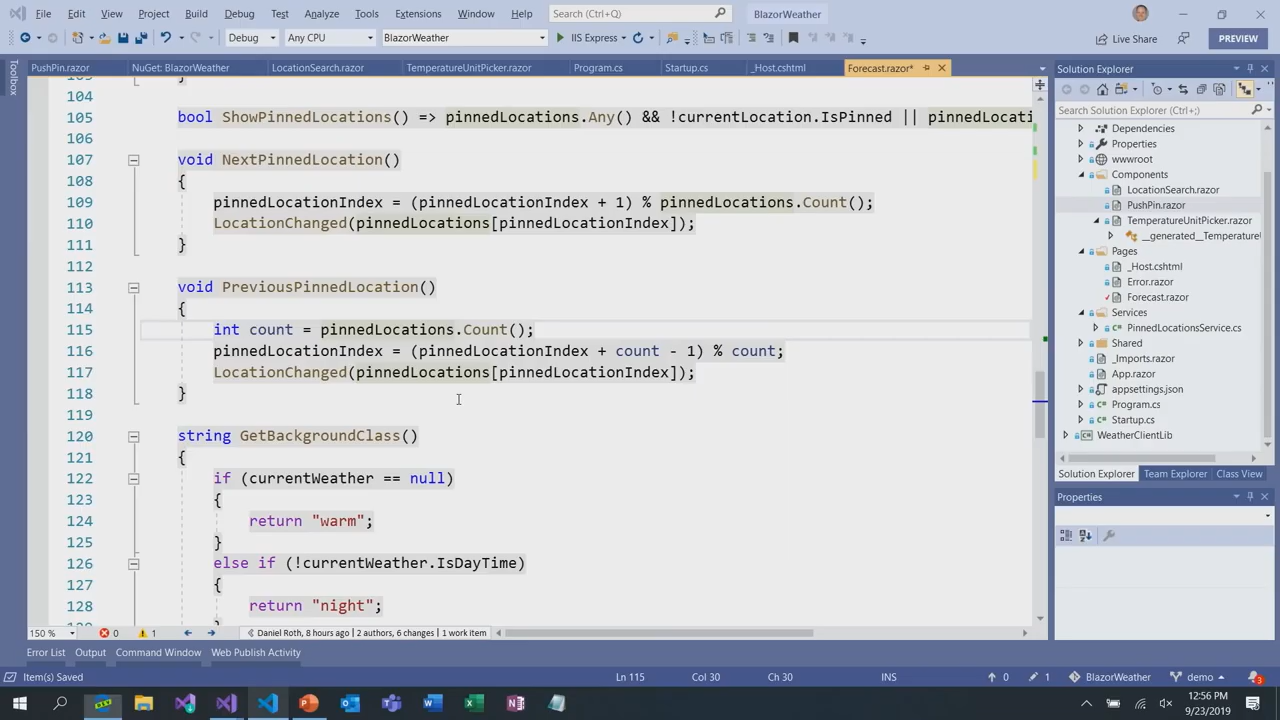 File Edit View Project Build Debug Test Analyze Tools Extensions Window Help Search (Ctrl+Q) BlazorWeather
Debug Any CPU BlazorWeather IIS Express Live Share PREVIEW
PushPin.razor NuGet: BlazorWeather LocationSearch.razor TemperatureUnitPicker.razor Program.cs Startup.cs _Host.cshtml Forecast.razor*
Toolbox
104
105 bool ShowPinnedLocations() => pinnedLocations.Any() && !currentLocation.IsPinned || pinnedLocati
106
107 void NextPinnedLocation()
108 {
109 pinnedLocationIndex = (pinnedLocationIndex + 1) % pinnedLocations.Count();
110 LocationChanged(pinnedLocations[pinnedLocationIndex]);
111 }
112
113 void PreviousPinnedLocation()
114 {
115 int count = pinnedLocations.Count();
116 pinnedLocationIndex = (pinnedLocationIndex + count - 1) % count;
117 LocationChanged(pinnedLocations[pinnedLocationIndex]);
118 }
119
120 string GetBackgroundClass()
121 {
122 if (currentWeather == null)
123 {
124 return "warm";
125 }
126 else if (!currentWeather.IsDayTime)
127 {
128 return "night";
150 % 0 1 Daniel Roth, 8 hours ago | 2 authors, 6 changes | 1 work item
Solution Explorer
Search Solution Explorer (Ctrl+;)
Dependencies
Properties
wwwroot
Components
LocationSearch.razor
PushPin.razor
TemperatureUnitPicker.razor
__generated__Temperature
Pages
_Host.cshtml
Error.razor
Forecast.razor
Services
PinnedLocationsService.cs
Shared
_Imports.razor
App.razor
appsettings.json
Program.cs
Startup.cs
WeatherClientLib
Solution Explorer Team Explorer Class View
Properties
Error List Output Command Window Web Publish Activity
Item(s) Saved Ln 115 Col 30 Ch 30 INS 0 1 BlazorWeather demo 3
12:56 PM
9/23/2019